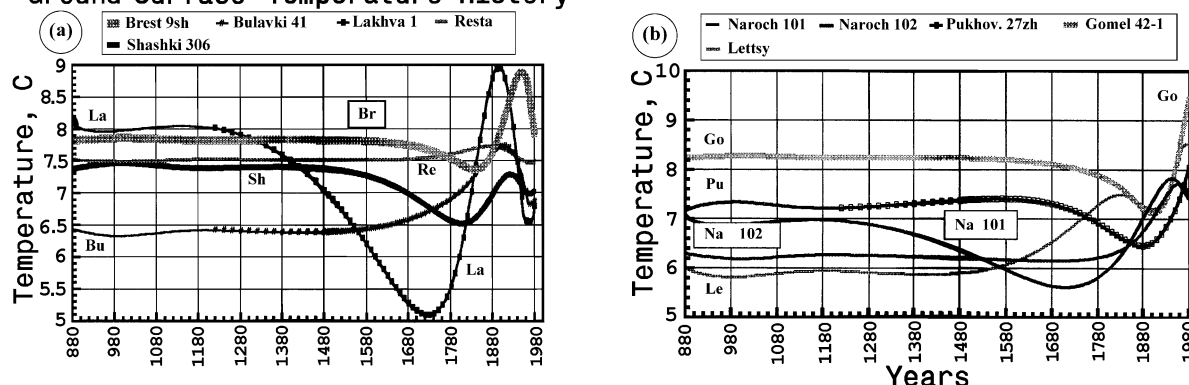 Ground Surface Temperature History
(a)
Brest 9sh Bulavki 41 Lakhva 1 Resta
Shashki 306
Temperature, C
9
8.5
8
7.5
7
6.5
6
5.5
5
La
Br
Re
Sh
Bu
La
880 980 1080 1180 1280 1380 1480 1580 1680 1780 1880 1980
(b)
Naroch 101 Naroch 102 Pukhov. 27zh Gomel 42-1
Lettsy
Temperature, C
10
9
8
7
6
5
Go
Go
Pu
Na 102
Na 101
Le
880 980 1080 1180 1280 1380 1480 1580 1680 1780 1880 1980
Years